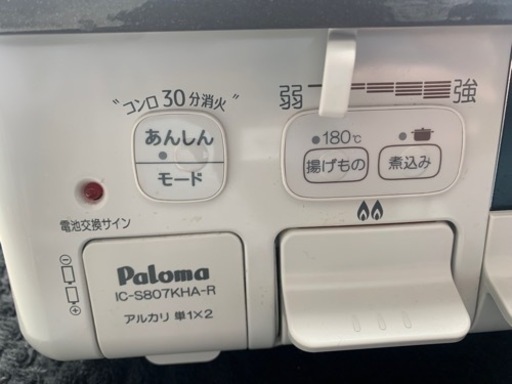 "コンロ30分消火"
あんしん
モード
弱 強
180℃
揚げもの
煮込み
電池交換サイン
⊖
⊕
Paloma
IC-S807KHA-R
アルカリ 単1×2